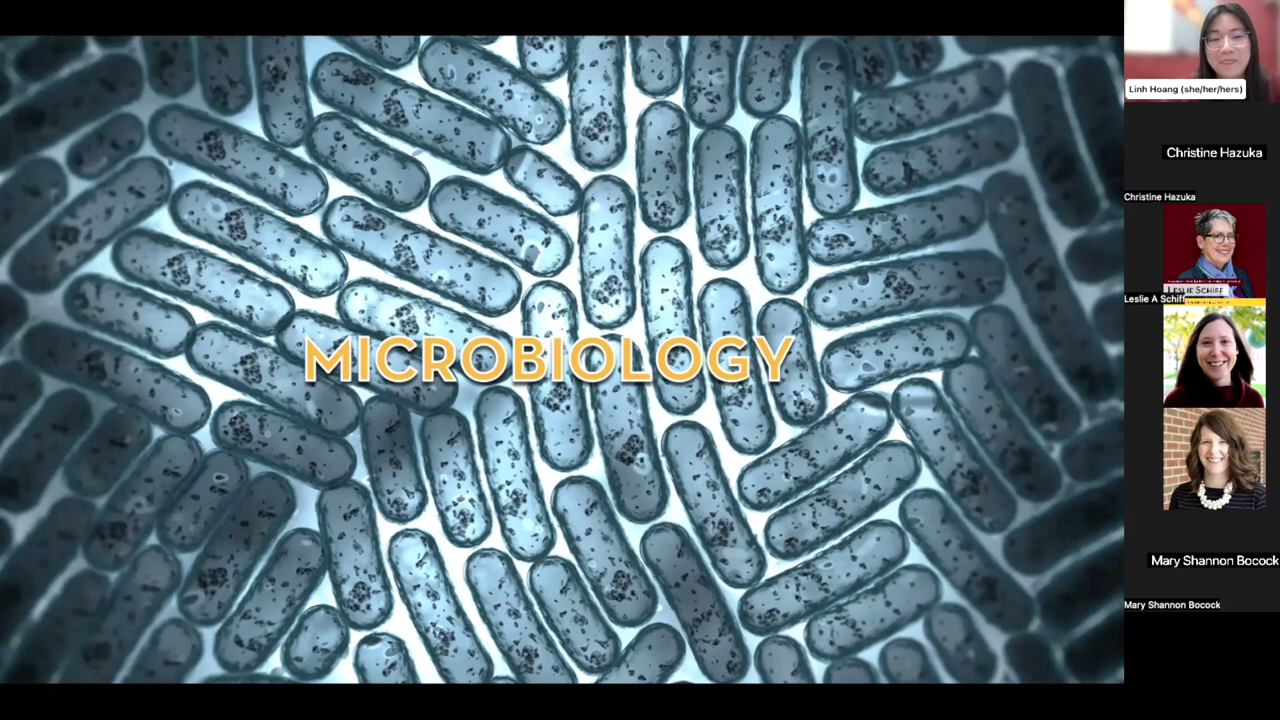 MICROBIOLOGY
Linh Hoang (she/her/hers)
Christine Hazuka
Christine Hazuka
LESLIE SCHIFF
Leslie A Schiff
Mary Shannon Bocock
Mary Shannon Bocock